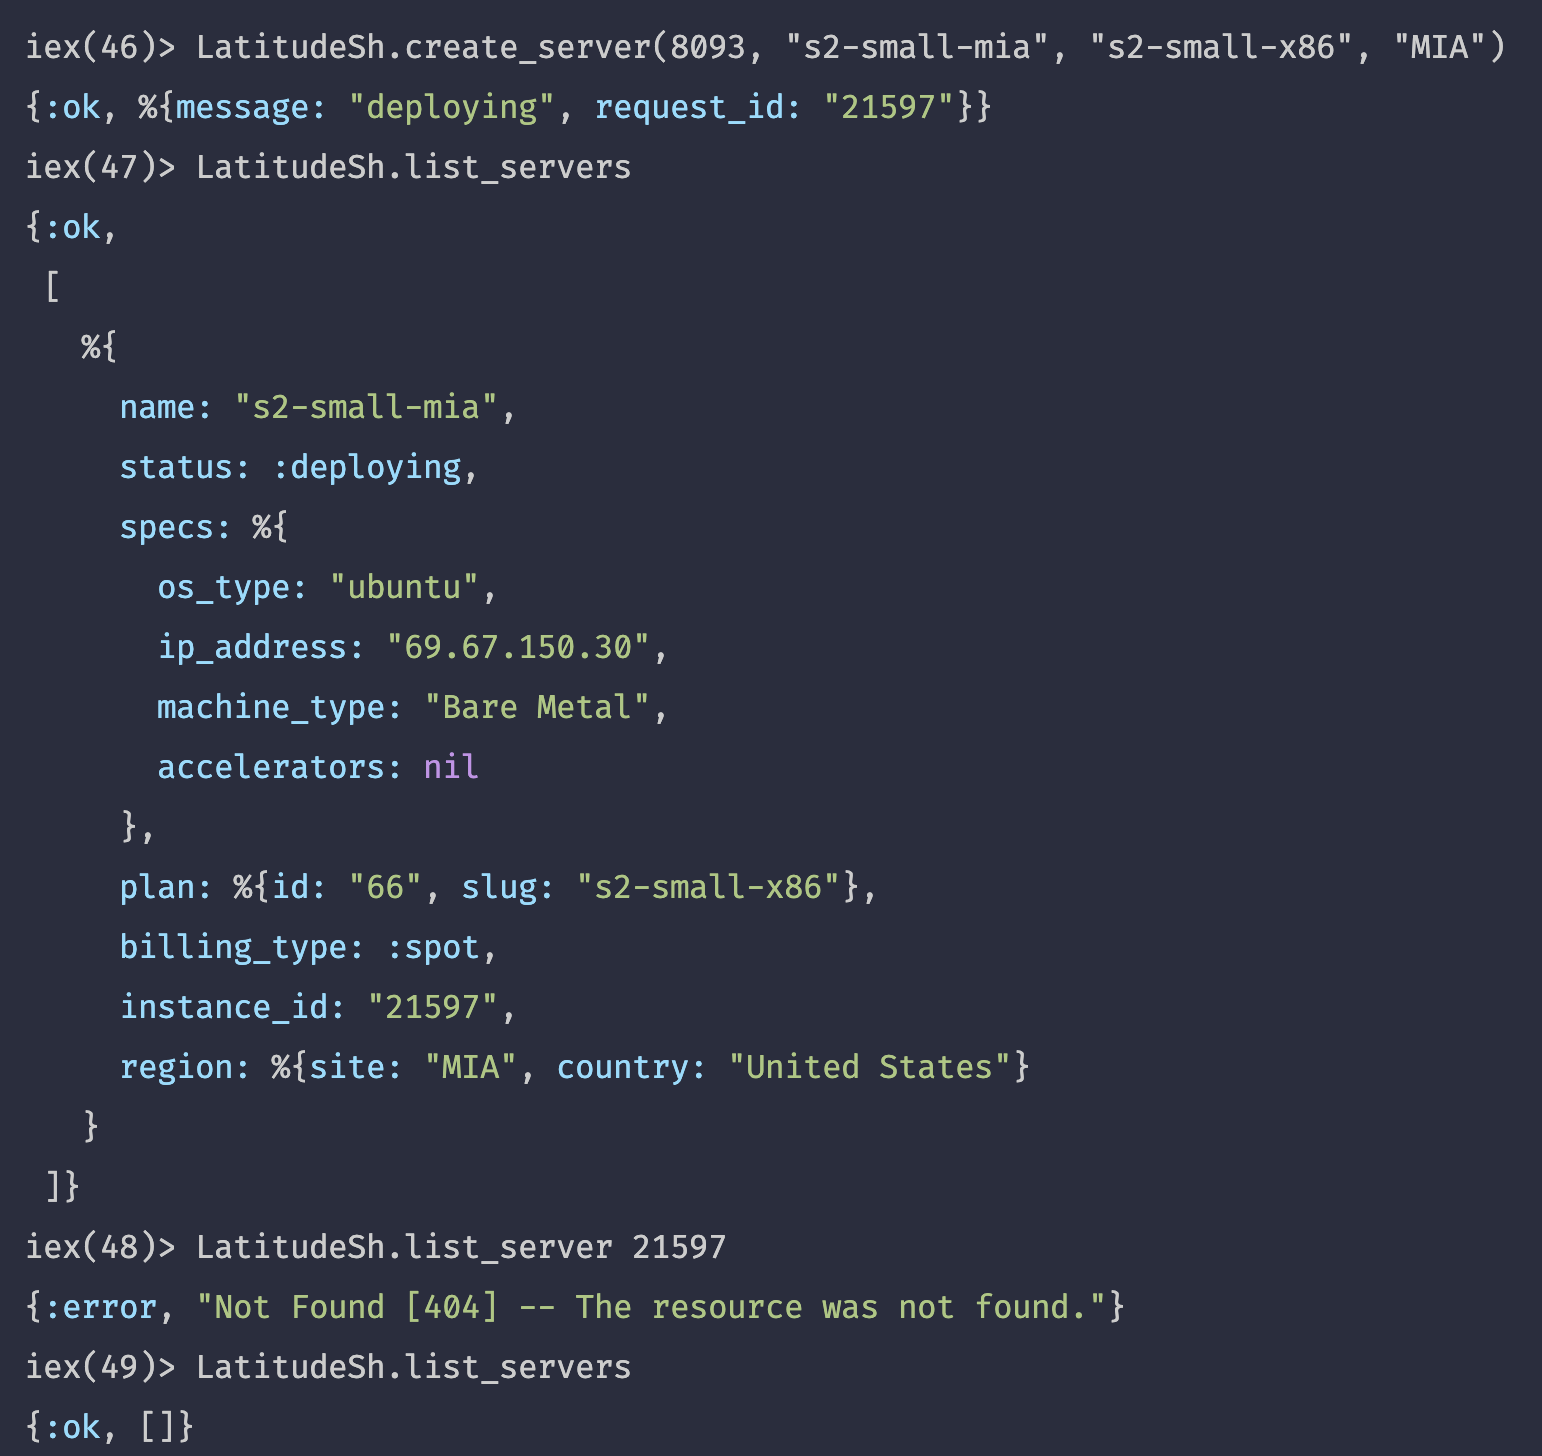 iex(46)> LatitudeSh.create_server(8093, "s2-small-mia", "s2-small-x86", "MIA")
{:ok, %{message: "deploying", request_id: "21597"}}
iex(47)> LatitudeSh.list_servers
{:ok,
 [
   %{
     name: "s2-small-mia",
     status: :deploying,
     specs: %{
       os_type: "ubuntu",
       ip_address: "69.67.150.30",
       machine_type: "Bare Metal",
       accelerators: nil
     },
     plan: %{id: "66", slug: "s2-small-x86"},
     billing_type: :spot,
     instance_id: "21597",
     region: %{site: "MIA", country: "United States"}
   }
 ]}
iex(48)> LatitudeSh.list_server 21597
{:error, "Not Found [404] -- The resource was not found."}
iex(49)> LatitudeSh.list_servers
{:ok, []}